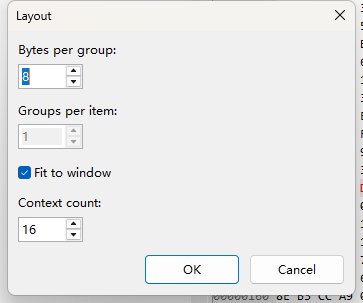 Layout
Bytes per group:
8
Groups per item:
1
Fit to window
Context count:
16
OK
Cancel
00000160 8E B5 CC A9